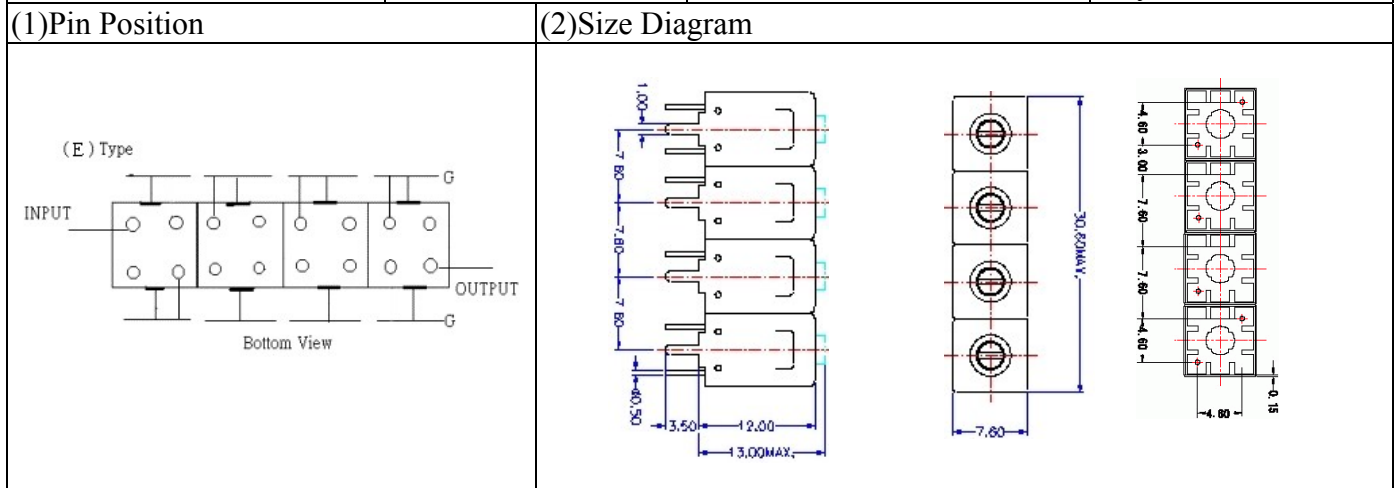 (1)Pin Position
(2)Size Diagram
(E) Type
G
INPUT
OUTPUT
G
Bottom View
1.00
7.80
7.80
7.80
Φ0.50
3.50
12.00
13.00MAX.
30.80MAX.
7.60
4.60
3.00
7.60
7.60
4.60
4.60
0.15